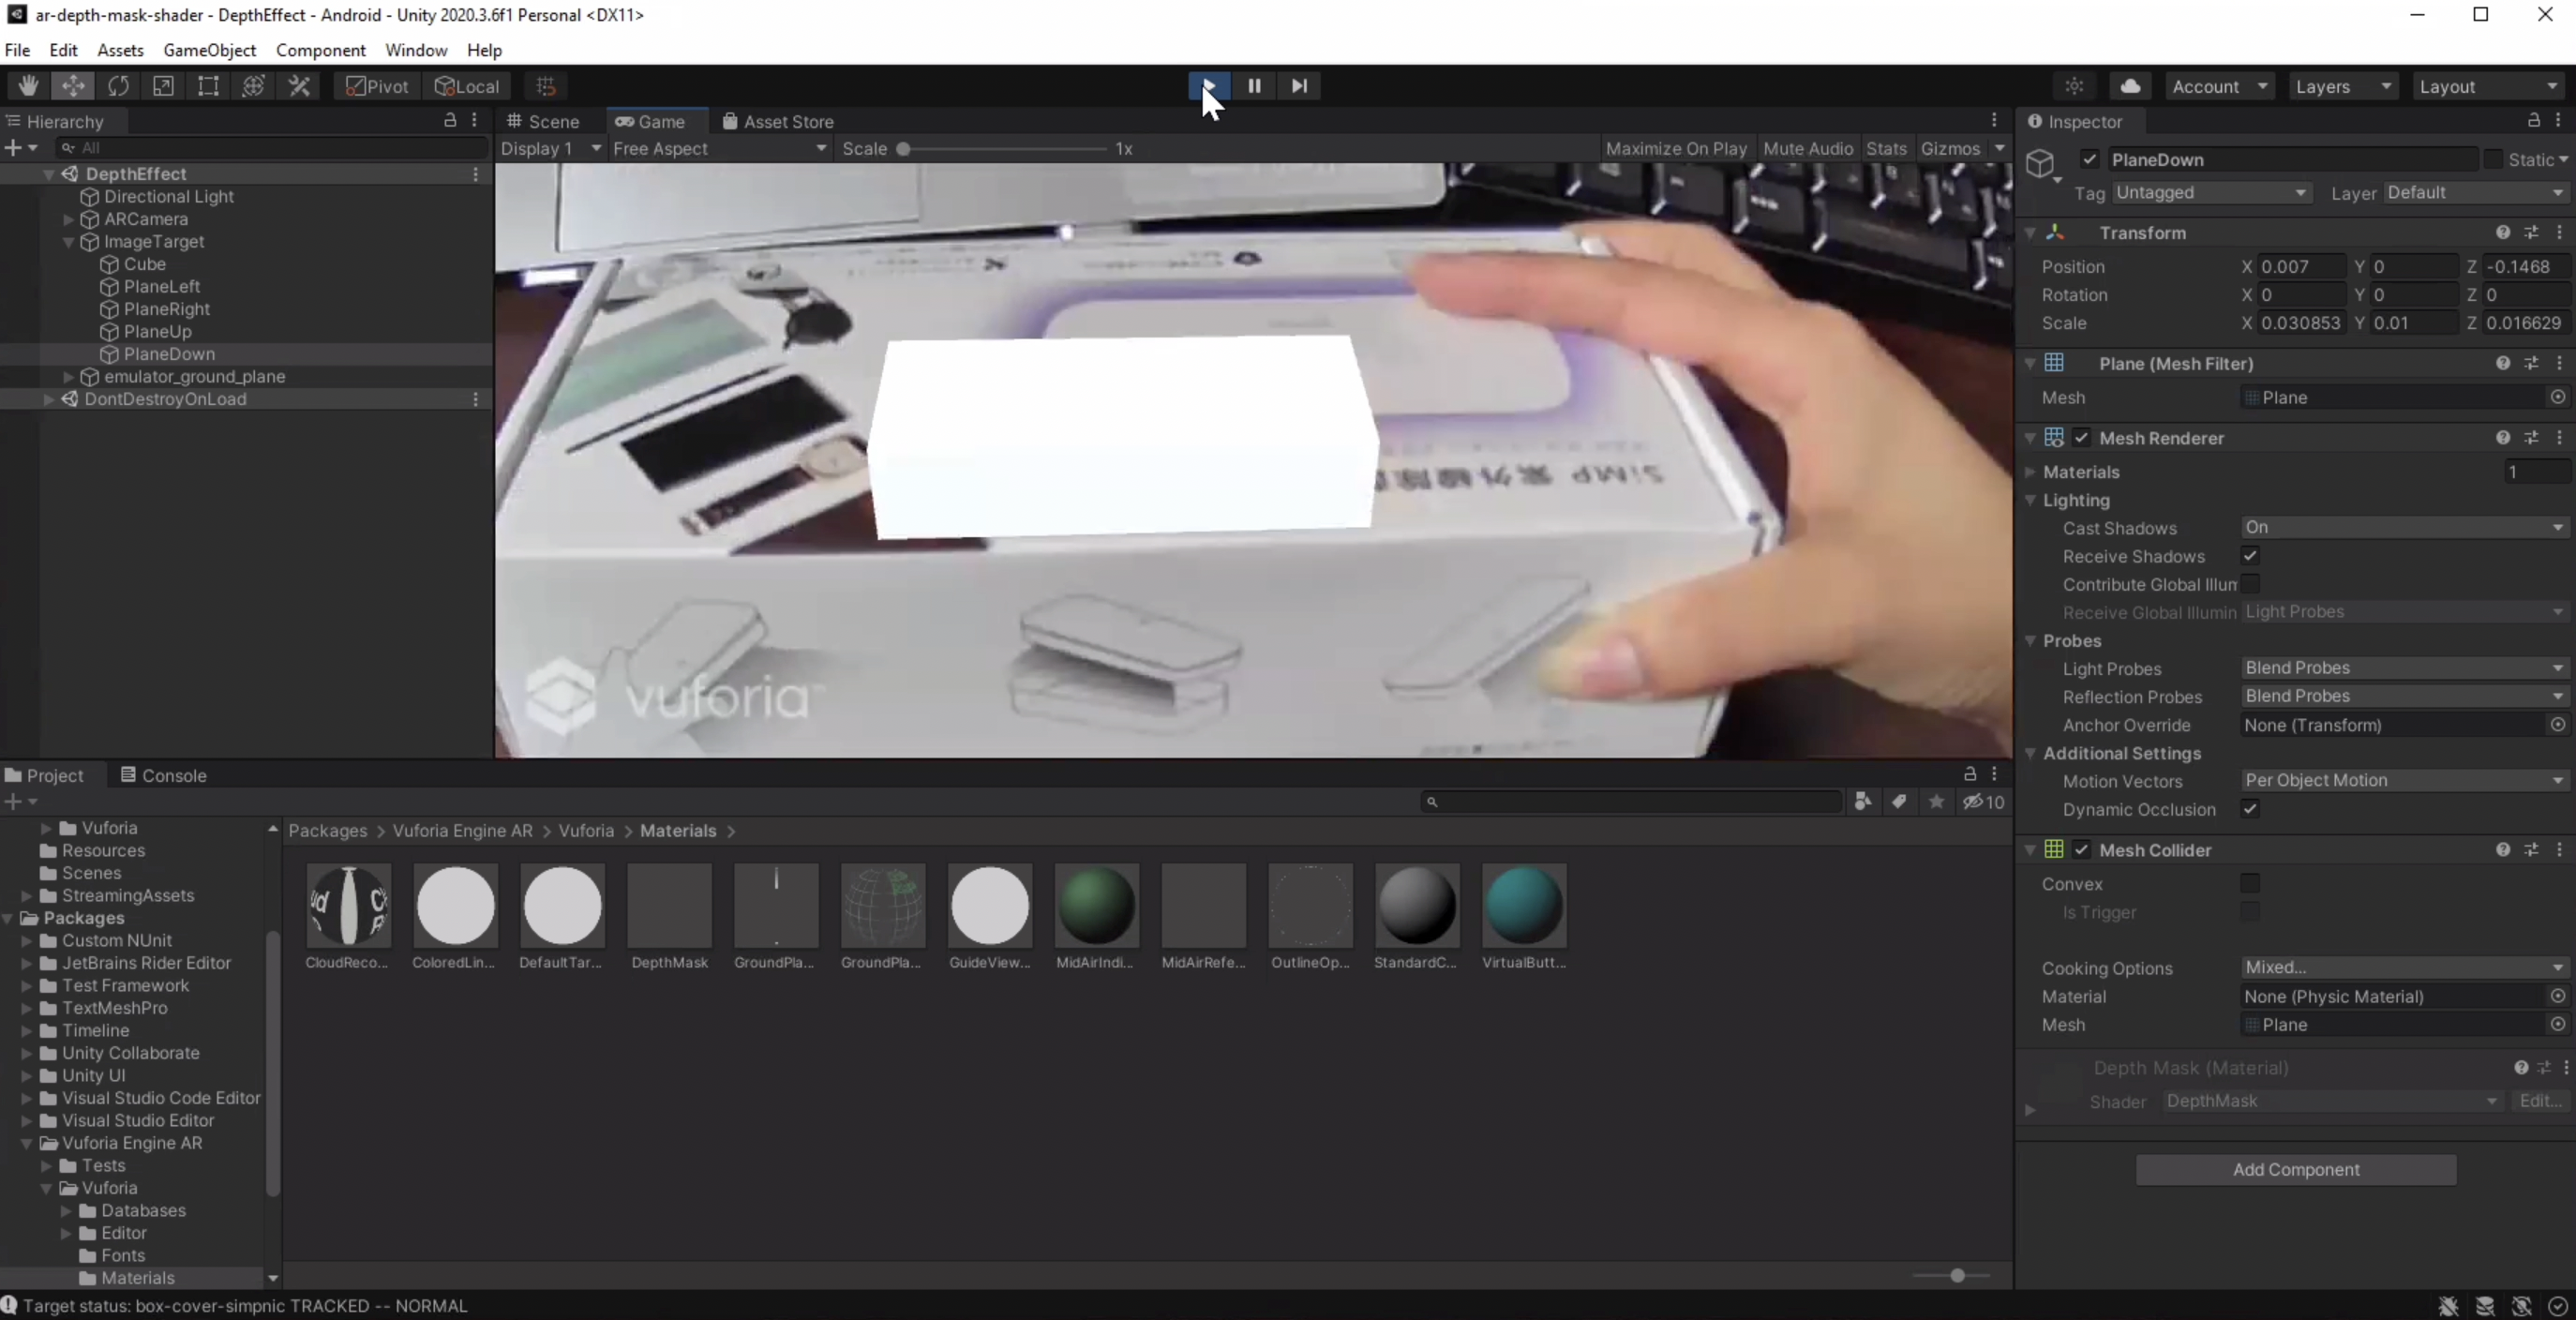 ar-depth-mask-shader - DepthEffect - Android - Unity 2020.3.6f1 Personal <DX11>
File Edit Assets GameObject Component Window Help
Pivot Local Account Layers Layout
Hierarchy
All
DepthEffect
Directional Light
ARCamera
ImageTarget
Cube
PlaneLeft
PlaneRight
PlaneUp
PlaneDown
emulator_ground_plane
DontDestroyOnLoad
Scene Game Asset Store
Display 1 Free Aspect Scale 1x Maximize On Play Mute Audio Stats Gizmos
SiMP 紫外線除
vuforia™
Inspector
PlaneDown Static
Tag Untagged Layer Default
Transform
Position X 0.007 Y 0 Z -0.1468
Rotation X 0 Y 0 Z 0
Scale X 0.030853 Y 0.01 Z 0.016629
Plane (Mesh Filter)
Mesh Plane
Mesh Renderer
Materials 1
Lighting
Cast Shadows On
Receive Shadows
Contribute Global Illum
Receive Global Illumin Light Probes
Probes
Light Probes Blend Probes
Reflection Probes Blend Probes
Anchor Override None (Transform)
Additional Settings
Motion Vectors Per Object Motion
Dynamic Occlusion
Mesh Collider
Convex
Is Trigger
Cooking Options Mixed...
Material None (Physic Material)
Mesh Plane
Depth Mask (Material)
Shader DepthMask Edit...
Add Component
Project Console
10
Vuforia
Resources
Scenes
StreamingAssets
Packages
Custom NUnit
JetBrains Rider Editor
Test Framework
TextMeshPro
Timeline
Unity Collaborate
Unity UI
Visual Studio Code Editor
Visual Studio Editor
Vuforia Engine AR
Tests
Vuforia
Databases
Editor
Fonts
Materials
Packages > Vuforia Engine AR > Vuforia > Materials >
CloudReco... ColoredLin... DefaultTar... DepthMask GroundPla... GroundPla... GuideView... MidAirIndi... MidAirRefe... OutlineOp... StandardC... VirtualButt...
Target status: box-cover-simpnic TRACKED -- NORMAL